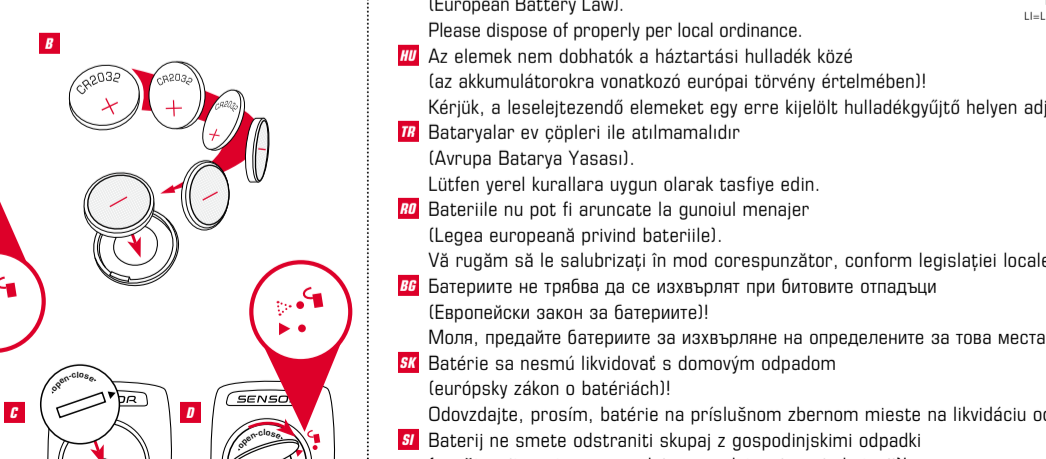 B
CR2032
CR2032
CR2032
open-close
C
D
SENSO
open-close
(European Battery Law).
LI=L
Please dispose of properly per local ordinance.
HU Az elemek nem dobhatók a háztartási hulladék közé
(az akkumulátorokra vonatkozó európai törvény értelmében)!
Kérjük, a leselejtezendő elemeket egy erre kijelölt hulladékgyűjtő helyen adj
TR Bataryalar ev çöpleri ile atılmamalıdır
(Avrupa Batarya Yasası).
Lütfen yerel kurallara uygun olarak tasfiye edin.
RO Bateriile nu pot fi aruncate la gunoiul menajer
(Legea europeană privind bateriile).
Vă rugăm să le salubrizați în mod corespunzător, conform legislației locale
BG Батериите не трябва да се изхвърлят при битовите отпадъци
(Европейски закон за батериите)!
Моля, предайте батериите за изхвърляне на определените за това места
SK Batérie sa nesmú likvidovať s domovým odpadom
(európsky zákon o batériách)!
Odovzdajte, prosím, batérie na príslušnom zbernom mieste na likvidáciu o
SI Baterij ne smete odstraniti skupaj z gospodinjskimi odpadki